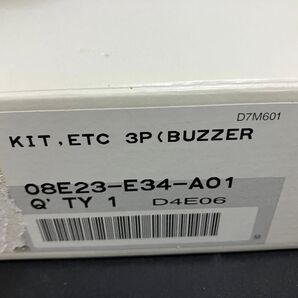 D7M601
KIT,ETC 3P(BUZZER
08E23-E34-A01
Q' TY 1 D4E06